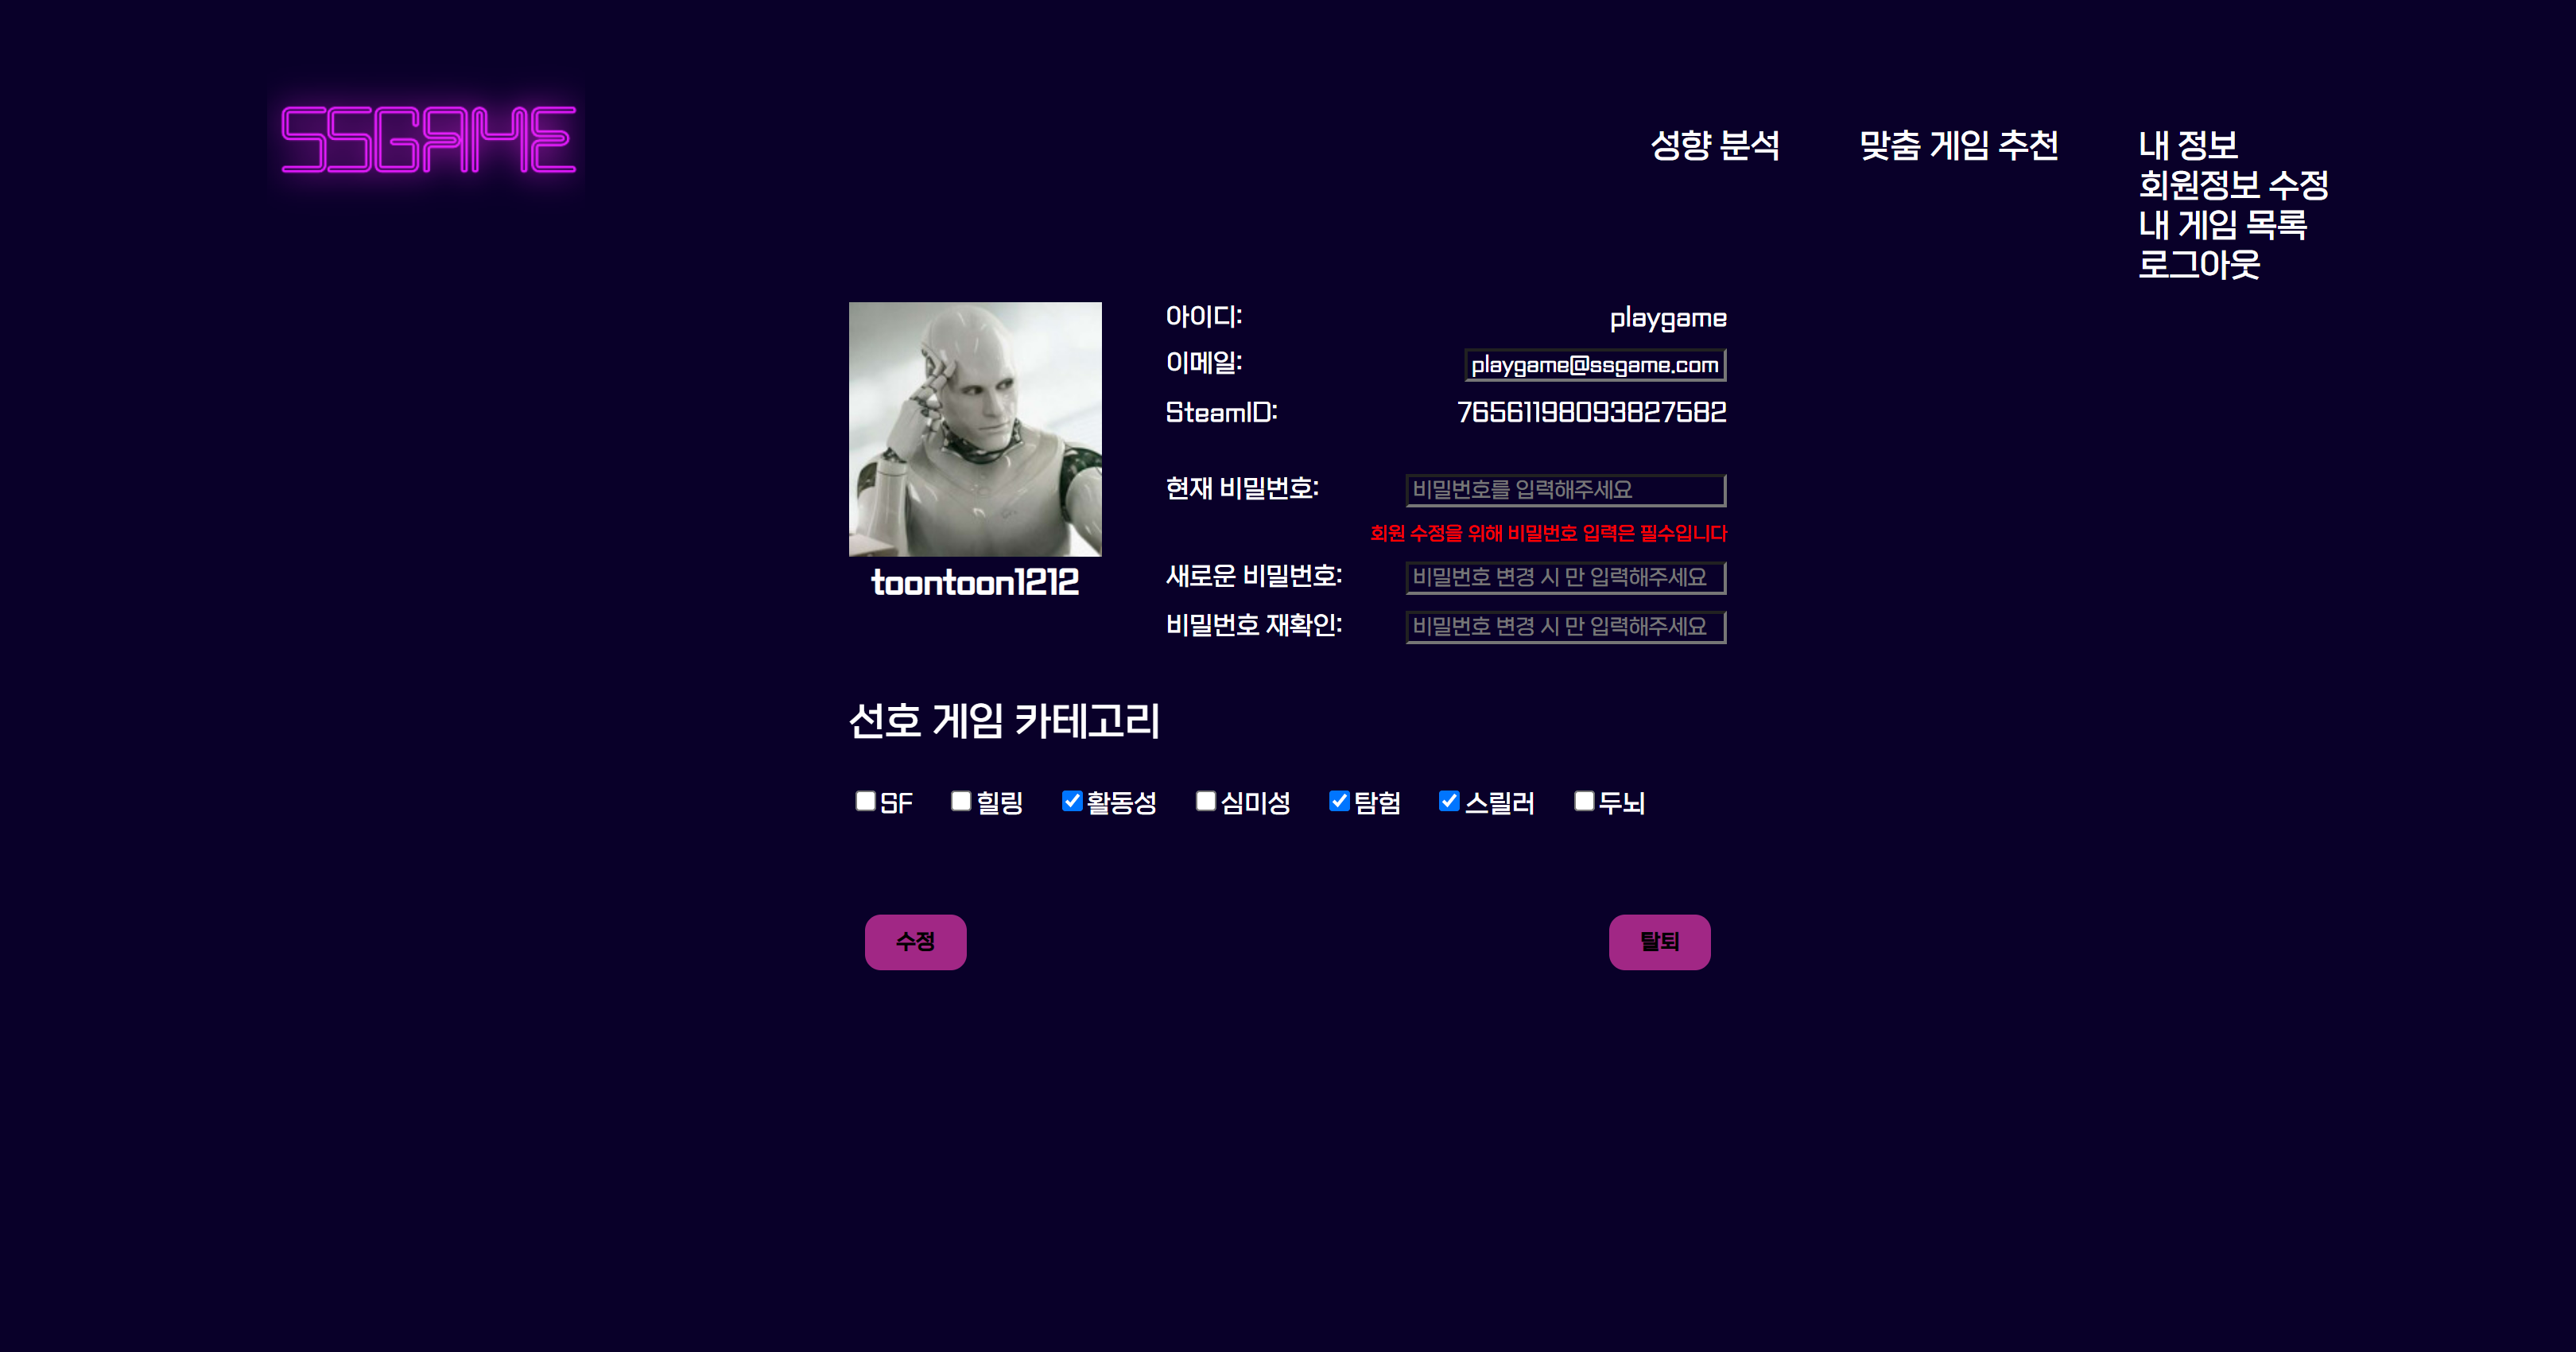 SSGAME
성향 분석 맞춤 게임 추천 내 정보
회원정보 수정
내 게임 목록
로그아웃
아이디: playgame
이메일: playgame@ssgame.com
SteamID: 76561198093827582
현재 비밀번호: 비밀번호를 입력해주세요
회원 수정을 위해 비밀번호 입력은 필수입니다
toontoon1212
새로운 비밀번호: 비밀번호 변경 시 만 입력해주세요
비밀번호 재확인: 비밀번호 변경 시 만 입력해주세요
선호 게임 카테고리
SF 힐링 활동성 심미성 탐험 스릴러 두뇌
수정 탈퇴